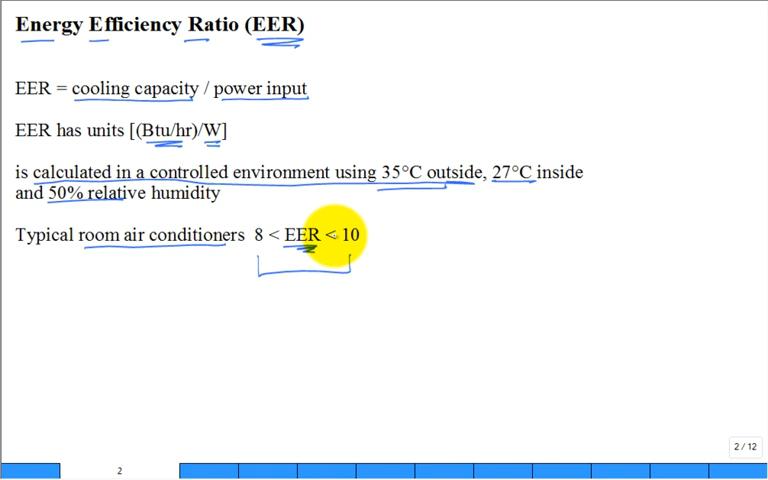 Energy Efficiency Ratio (EER)
EER = cooling capacity / power input
EER has units [(Btu/hr)/W]
is calculated in a controlled environment using 35°C outside, 27°C inside
and 50% relative humidity
Typical room air conditioners 8 < EER < 10
2 / 12
2